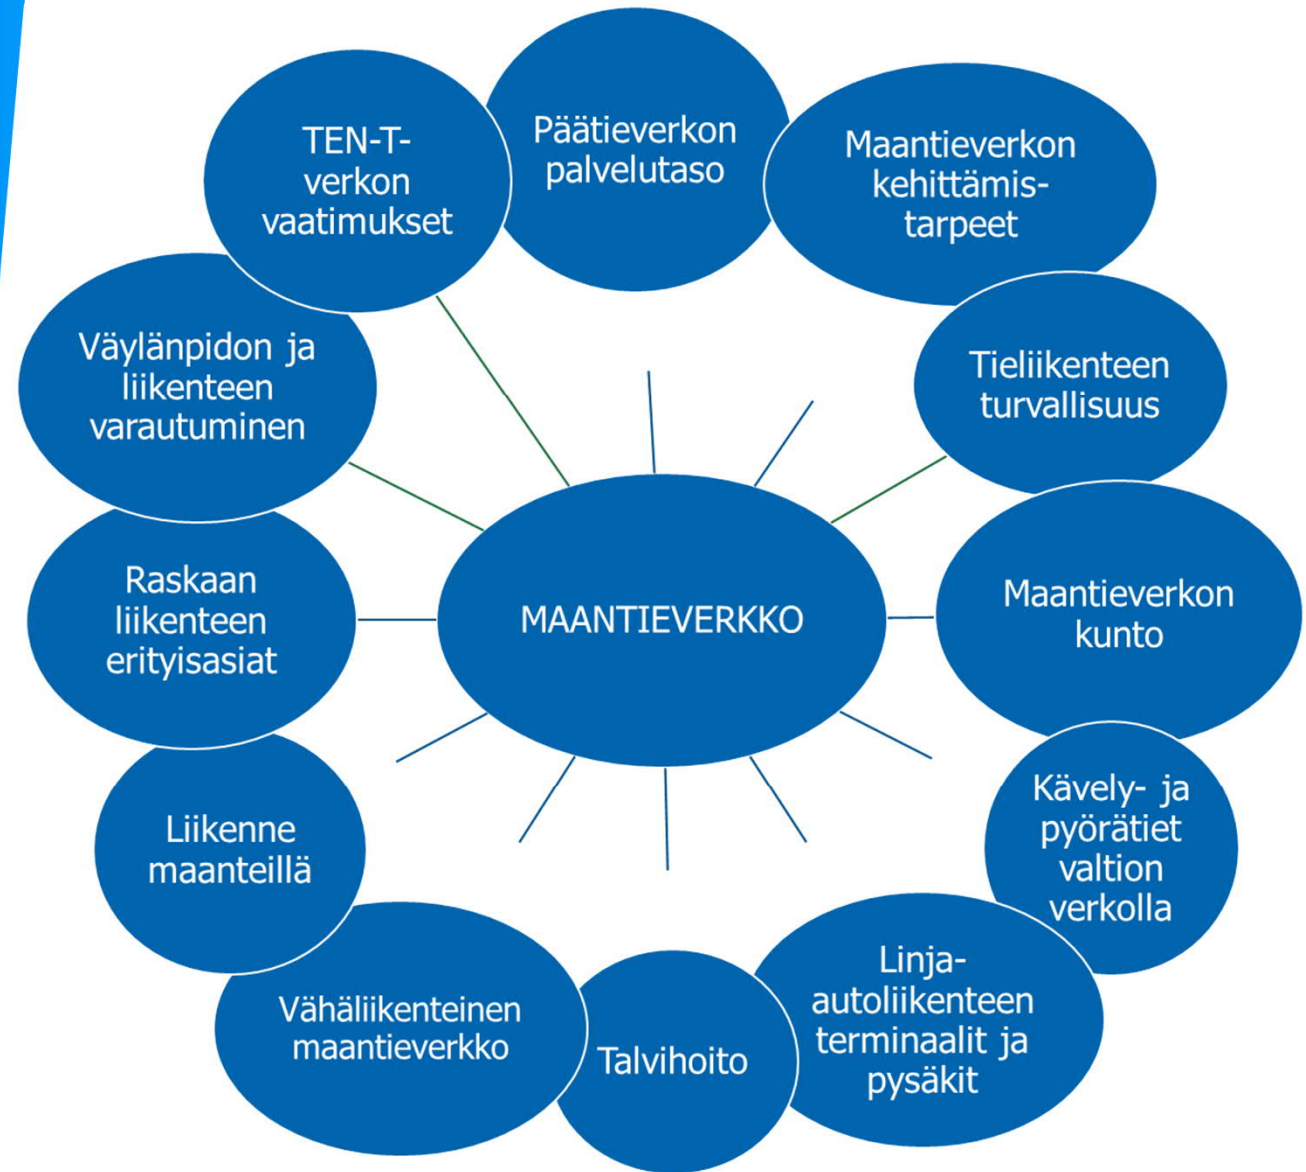 TEN-T-
verkon
vaatimukset
Päätieverkon
palvelutaso
Maantieverkon
kehittämis-
tarpeet
Tieliikenteen
turvallisuus
Maantieverkon
kunto
Kävely- ja
pyörätiet
valtion
verkolla
Linja-
autoliikenteen
terminaalit ja
pysäkit
Talvihoito
Vähäliikenteinen
maantieverkko
Liikenne
maanteillä
Raskaan
liikenteen
erityisasiat
Väylänpidon ja
liikenteen
varautuminen
MAANTIEVERKKO